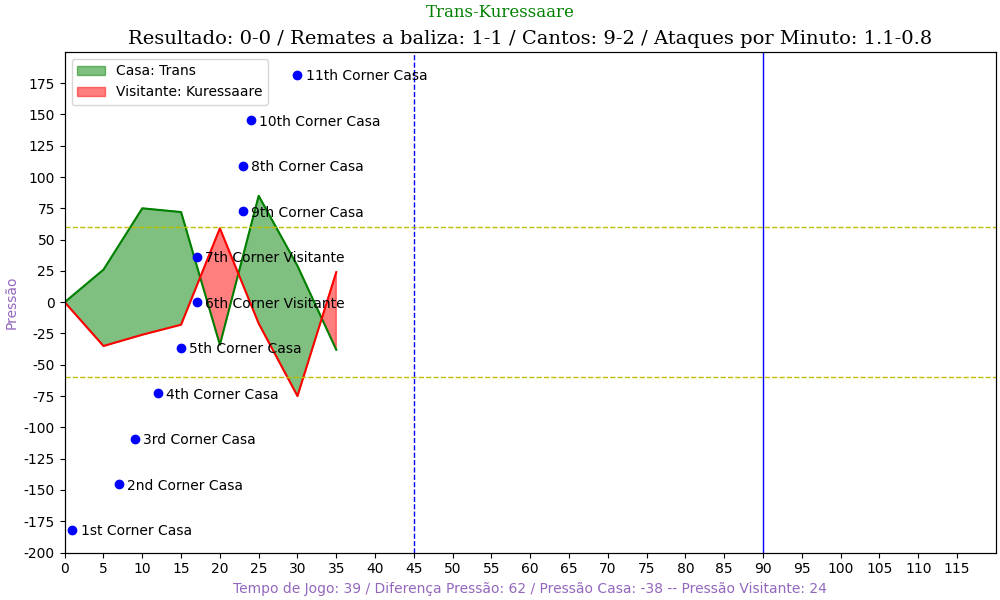 Trans-Kuressaare
Resultado: 0-0 / Remates a baliza: 1-1 / Cantos: 9-2 / Ataques por Minuto: 1.1-0.8
Casa: Trans
Visitante: Kuressaare
11th Corner Casa
10th Corner Casa
8th Corner Casa
9th Corner Casa
7th Corner Visitante
6th Corner Visitante
5th Corner Casa
4th Corner Casa
3rd Corner Casa
2nd Corner Casa
1st Corner Casa
Pressão
175
150
125
100
75
50
25
0
-25
-50
-75
-100
-125
-150
-175
-200
0 5 10 15 20 25 30 35 40 45 50 55 60 65 70 75 80 85 90 95 100 105 110 115
Tempo de Jogo: 39 / Diferença Pressão: 62 / Pressão Casa: -38 -- Pressão Visitante: 24